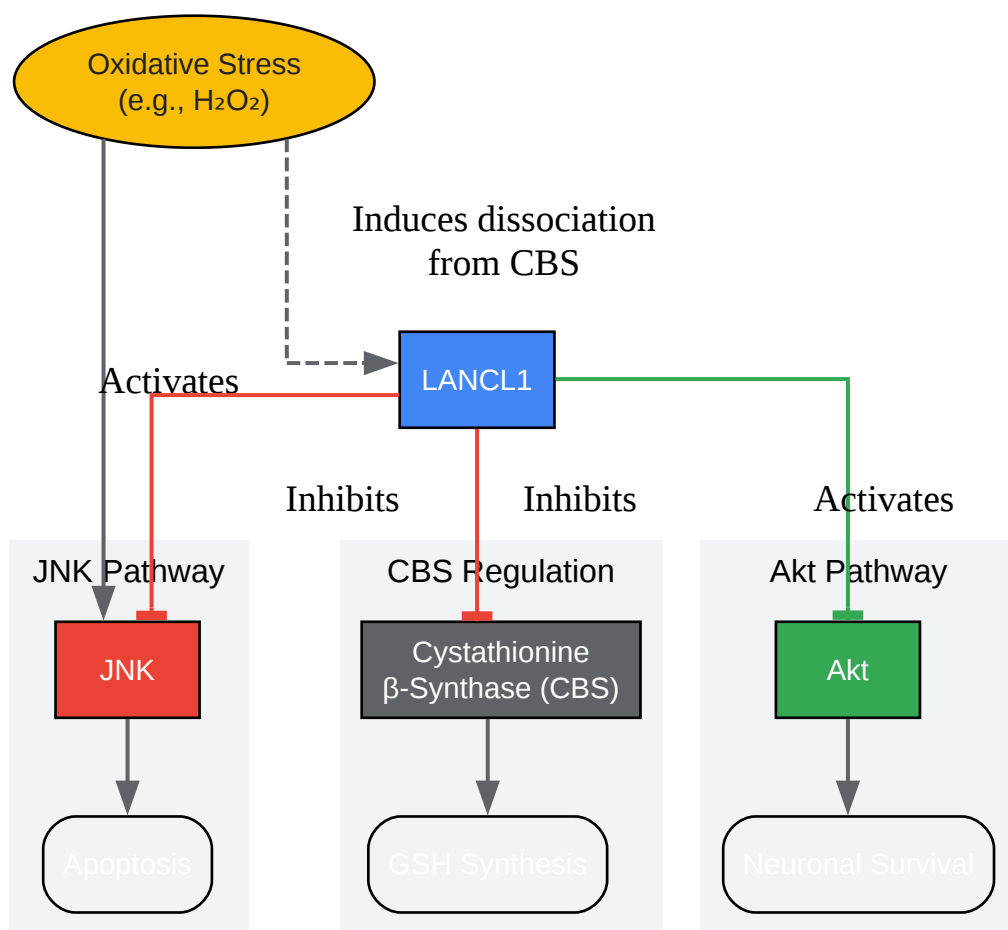 Oxidative Stress
(e.g., H₂O₂)
Induces dissociation
from CBS
LANCL1
Activates
Inhibits
Inhibits
Activates
JNK Pathway
CBS Regulation
Akt Pathway
JNK
Cystathionine
β-Synthase (CBS)
Akt
Apoptosis
GSH Synthesis
Neuronal Survival